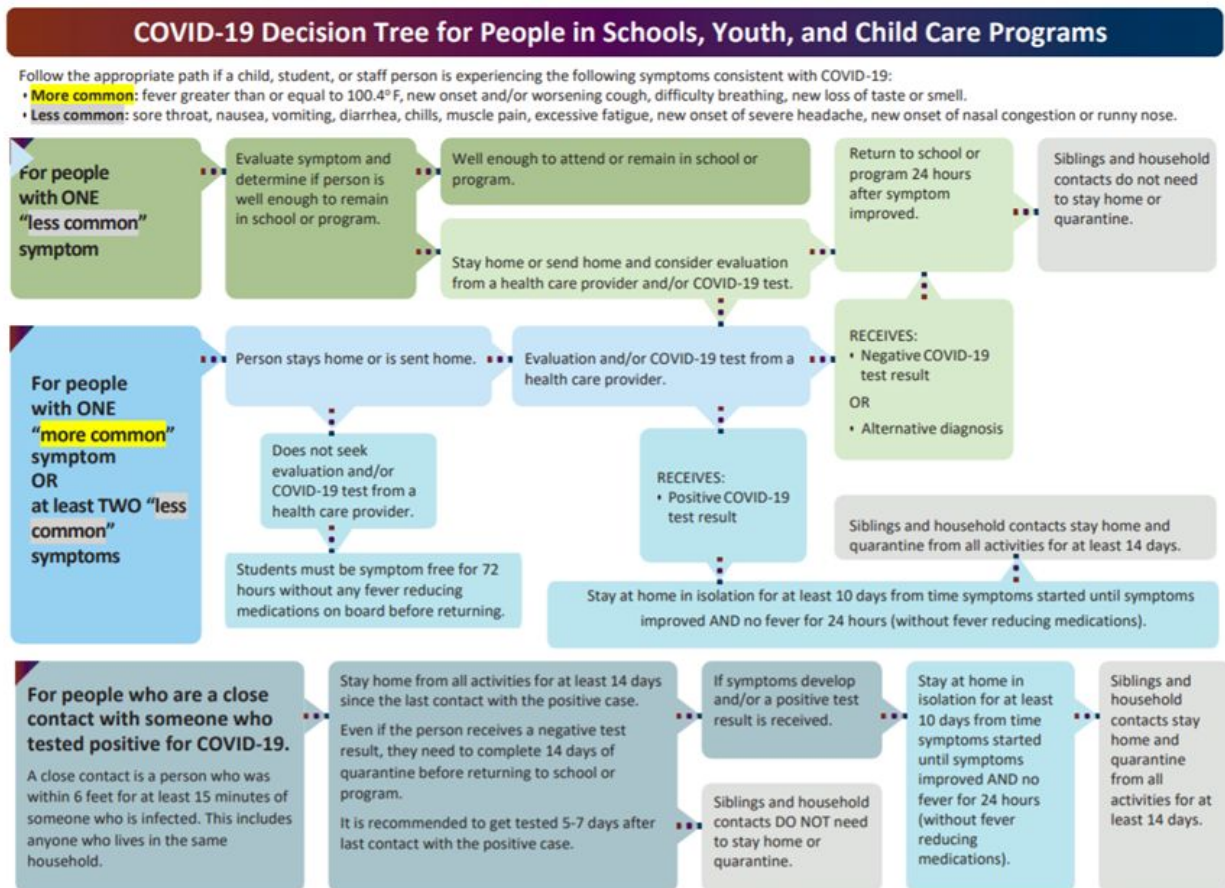 COVID-19 Decision Tree for People in Schools, Youth, and Child Care Programs
Follow the appropriate path if a child, student, or staff person is experiencing the following symptoms consistent with COVID-19:
• More common: fever greater than or equal to 100.4° F, new onset and/or worsening cough, difficulty breathing, new loss of taste or smell.
• Less common: sore throat, nausea, vomiting, diarrhea, chills, muscle pain, excessive fatigue, new onset of severe headache, new onset of nasal congestion or runny nose.
For people
with ONE
“less common”
symptom
Evaluate symptom and
determine if person is
well enough to remain
in school or program.
Well enough to attend or remain in school or
program.
Stay home or send home and consider evaluation
from a health care provider and/or COVID-19 test.
Return to school or
program 24 hours
after symptom
improved.
Siblings and household
contacts do not need
to stay home or
quarantine.
For people
with ONE
“more common”
symptom
OR
at least TWO “less
common”
symptoms
Person stays home or is sent home.
Evaluation and/or COVID-19 test from a
health care provider.
RECEIVES:
• Negative COVID-19
test result
OR
• Alternative diagnosis
Does not seek
evaluation and/or
COVID-19 test from a
health care provider.
RECEIVES:
• Positive COVID-19
test result
Siblings and household contacts stay home and
quarantine from all activities for at least 14 days.
Students must be symptom free for 72
hours without any fever reducing
medications on board before returning.
Stay at home in isolation for at least 10 days from time symptoms started until symptoms
improved AND no fever for 24 hours (without fever reducing medications).
For people who are a close
contact with someone who
tested positive for COVID-19.
A close contact is a person who was
within 6 feet for at least 15 minutes of
someone who is infected. This includes
anyone who lives in the same
household.
Stay home from all activities for at least 14 days
since the last contact with the positive case.
Even if the person receives a negative test
result, they need to complete 14 days of
quarantine before returning to school or
program.
It is recommended to get tested 5-7 days after
last contact with the positive case.
If symptoms develop
and/or a positive test
result is received.
Siblings and household
contacts DO NOT need
to stay home or
quarantine.
Stay at home in
isolation for at least
10 days from time
symptoms started
until symptoms
improved AND no
fever for 24 hours
(without fever
reducing
medications).
Siblings and
household
contacts stay
home and
quarantine
from all
activities for at
least 14 days.